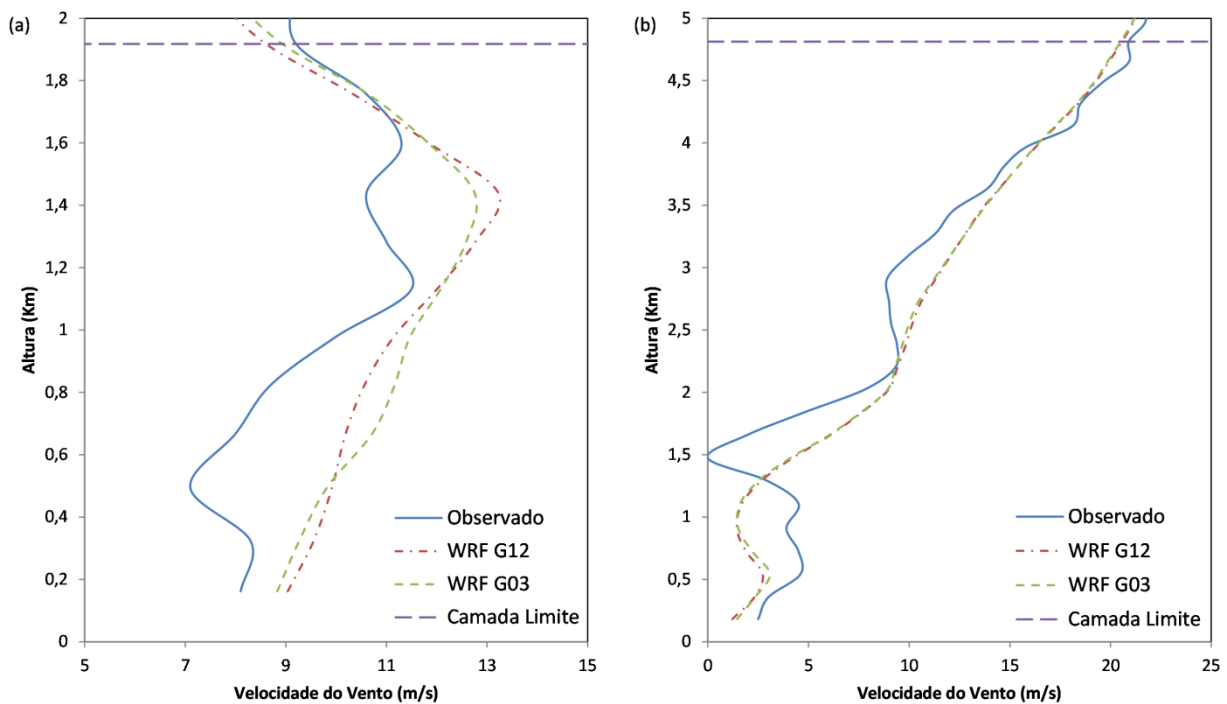 (a)
2
1,8
1,6
1,4
1,2
1
0,8
0,6
0,4
0,2
0
Altura (Km)
5
7
9
11
13
15
Velocidade do Vento (m/s)
Observado
WRF G12
WRF G03
Camada Limite
(b)
5
4,5
4
3,5
3
2,5
2
1,5
1
0,5
0
Altura (Km)
0
5
10
15
20
25
Velocidade do Vento (m/s)
Observado
WRF G12
WRF G03
Camada Limite